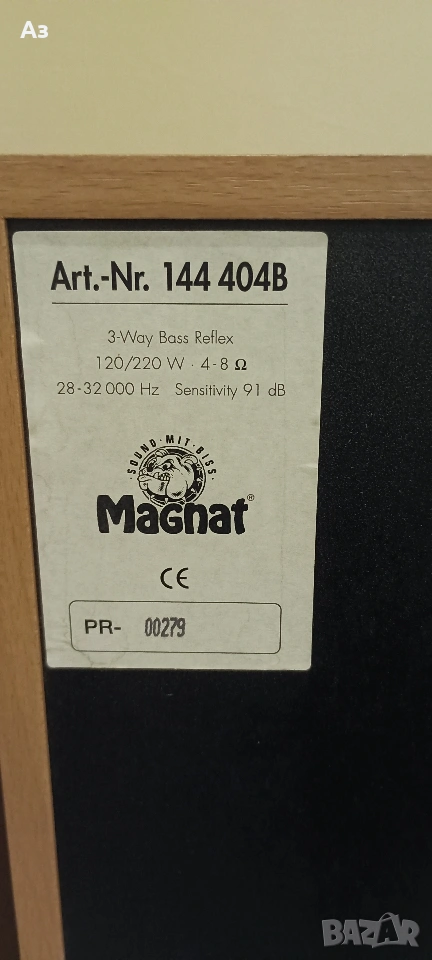 Аз
Art.-Nr. 144 404B
3-Way Bass Reflex
120/220 W · 4-8 Ω
28-32 000 Hz Sensitivity 91 dB
·SOUND·MIT·BISS·
Magnat®
CE
PR- 00279
BAZAR